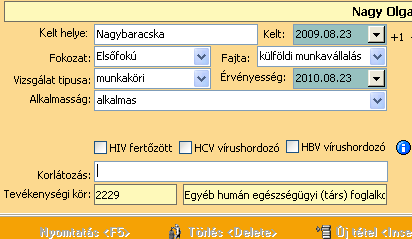 Nagy Olga
Kelt helye: Nagybaracska Kelt: 2009.08.23 +1
Fokozat: Elsőfokú Fajta: külföldi munkavállalás
Vizsgálat tipusa: munkaköri Érvényesség: 2010.08.23
Alkalmasság: alkalmas
HIV fertőzött HCV vírushordozó HBV vírushordozó
Korlátozás:
Tevékenységi kör: 2229 Egyéb humán egészségügyi (társ) foglalko
Nyomtatás <F5> Törlés <Delete> Új tétel <Inse